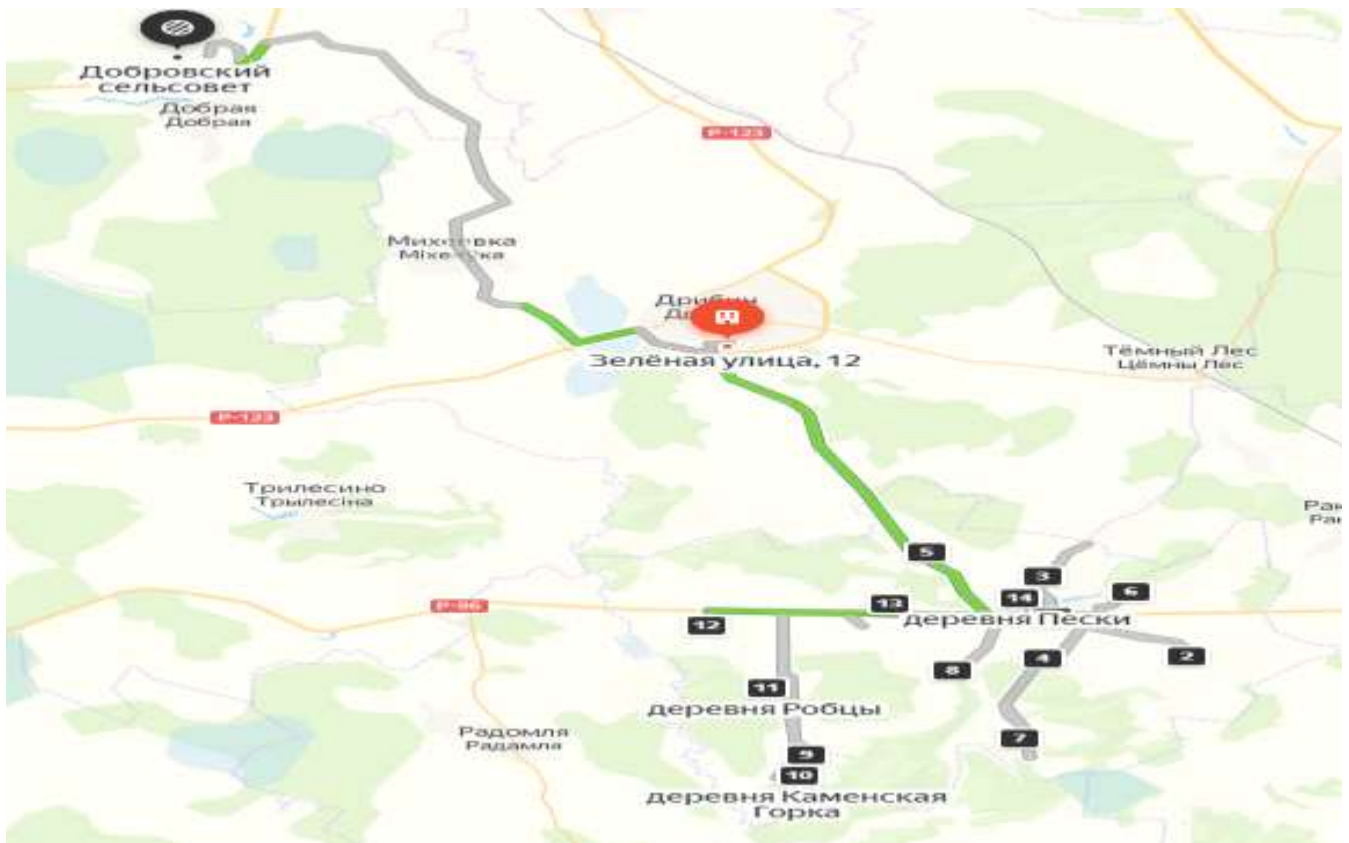 Добровский
сельсовет
Добрая
Добрая
Р-123
Михеевка
Міхееўка
Дрибин
Зелёная улица, 12
Тёмный Лес
Цёмны Лес
Р-123
Трилесино
Трылесіна
5
3
14
6
Р-96
13
12
деревня Пески
8
4
2
11
деревня Робцы
Радомля
Радамля
7
9
10
деревня Каменская
Горка